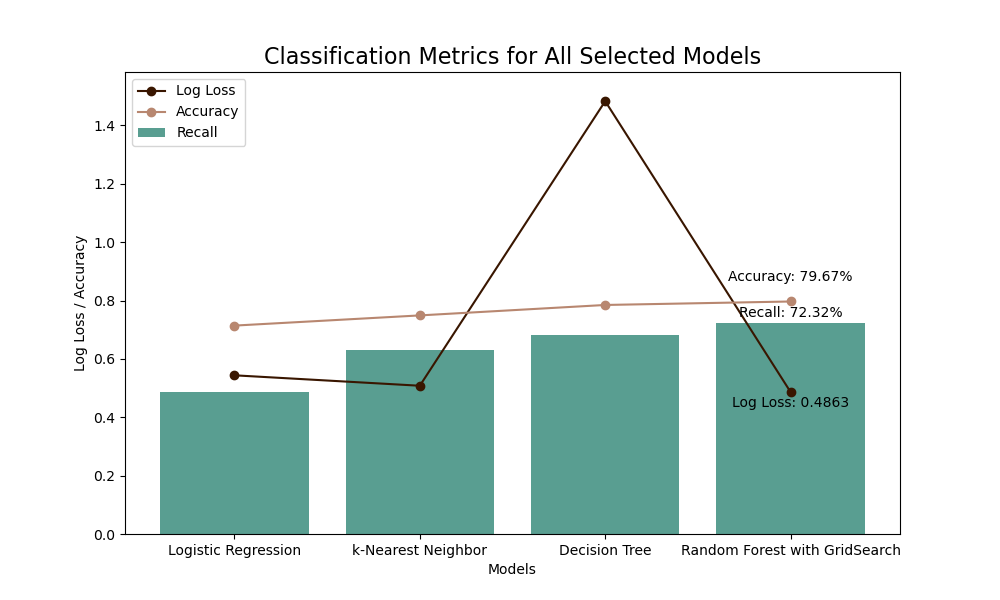 Classification Metrics for All Selected Models
Log Loss
Accuracy
Recall
Log Loss / Accuracy
1.4
1.2
1.0
0.8
0.6
0.4
0.2
0.0
Accuracy: 79.67%
Recall: 72.32%
Log Loss: 0.4863
Logistic Regression
k-Nearest Neighbor
Decision Tree
Random Forest with GridSearch
Models